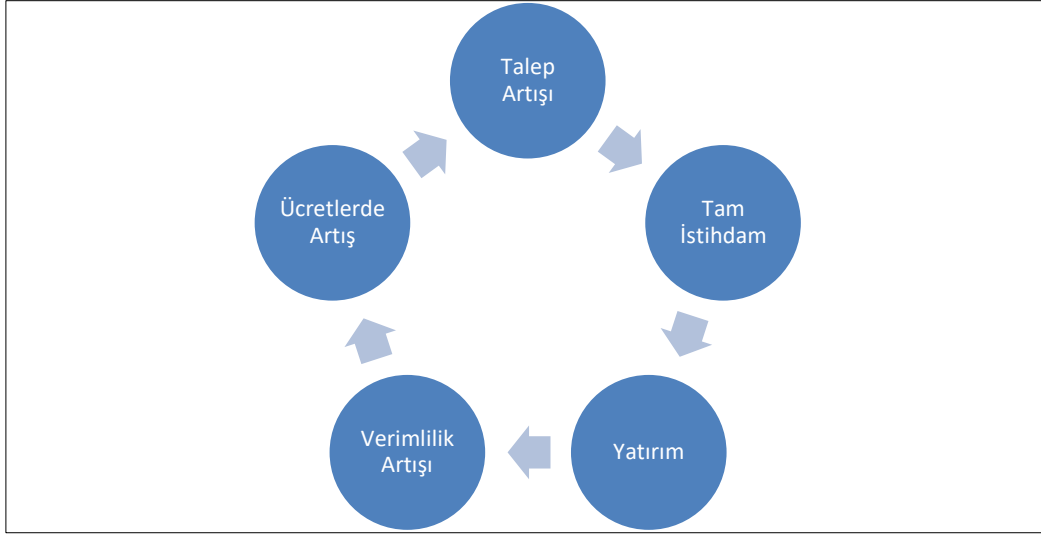 Talep
Artışı
Tam
İstihdam
Yatırım
Verimlilik
Artışı
Ücretlerde
Artış